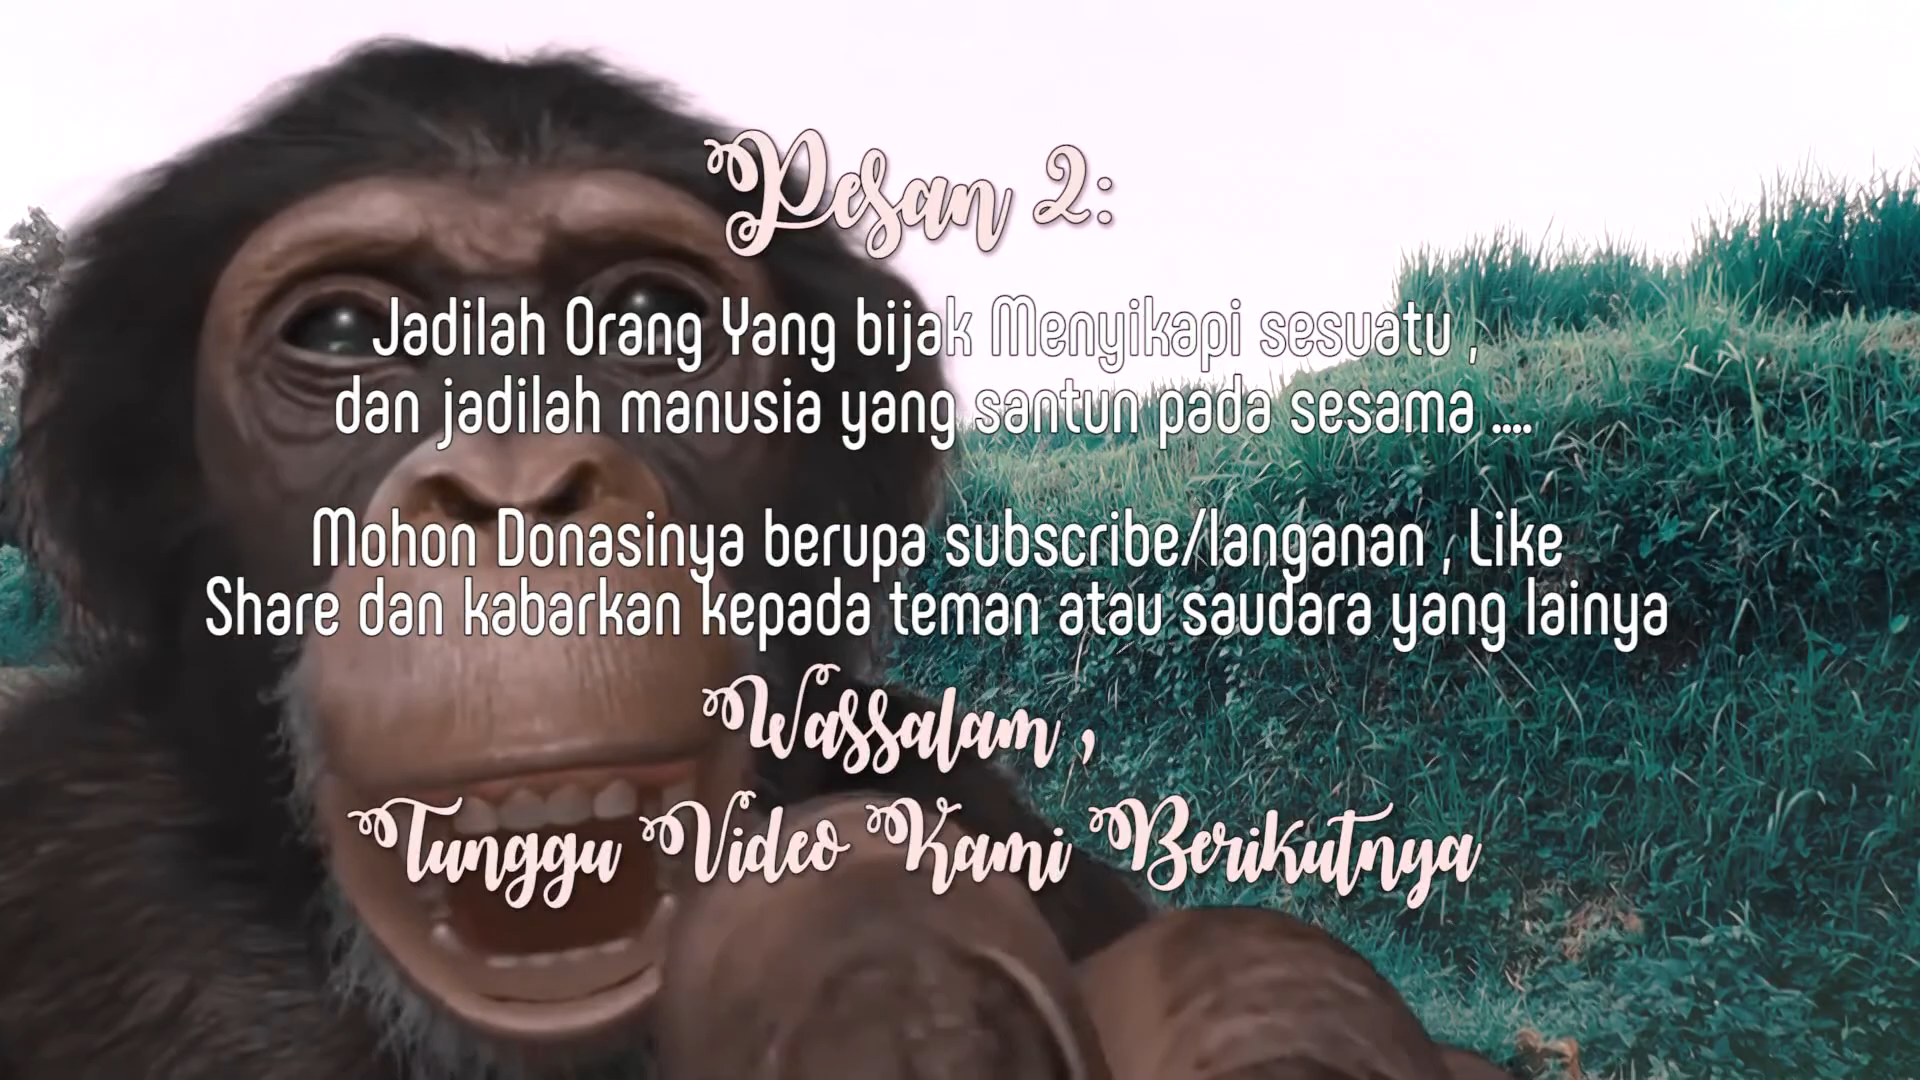 Pesan 2:
Jadilah Orang Yang bijak Menyikapi sesuatu ,
dan jadilah manusia yang santun pada sesama ....
Mohon Donasinya berupa subscribe/langanan , Like
Share dan kabarkan kepada teman atau saudara yang lainya
Wassalam ,
Tunggu Video Kami Berikutnya